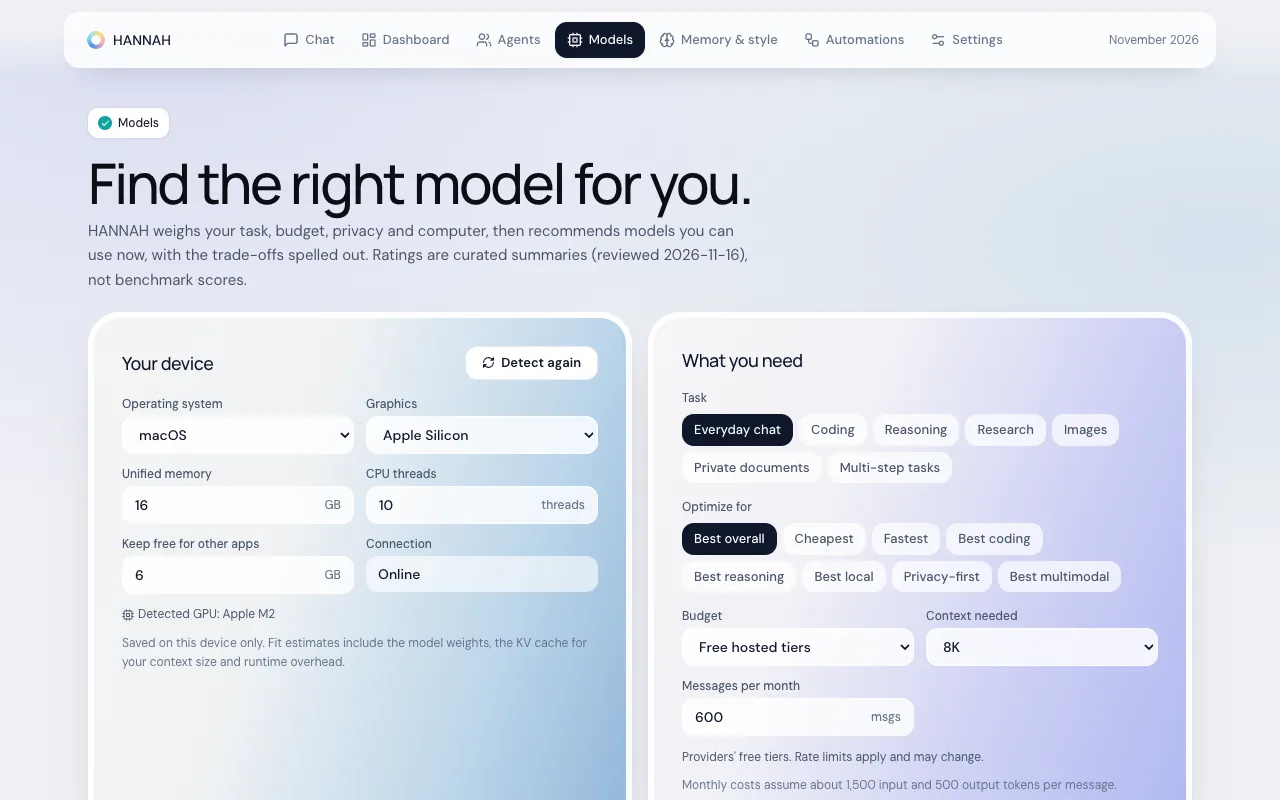 HANNAH
Chat
Dashboard
Agents
Models
Memory & style
Automations
Settings
November 2026
Models
Find the right model for you.
HANNAH weighs your task, budget, privacy and computer, then recommends models you can
use now, with the trade-offs spelled out. Ratings are curated summaries (reviewed 2026-11-16),
not benchmark scores.
Your device
Detect again
Operating system
Graphics
macOS
Apple Silicon
Unified memory
CPU threads
16 GB
10 threads
Keep free for other apps
Connection
6 GB
Online
Detected GPU: Apple M2
Saved on this device only. Fit estimates include the model weights, the KV cache for
your context size and runtime overhead.
What you need
Task
Everyday chat
Coding
Reasoning
Research
Images
Private documents
Multi-step tasks
Optimize for
Best overall
Cheapest
Fastest
Best coding
Best reasoning
Best local
Privacy-first
Best multimodal
Budget
Context needed
Free hosted tiers
8K
Messages per month
600 msgs
Providers' free tiers. Rate limits apply and may change.
Monthly costs assume about 1,500 input and 500 output tokens per message.